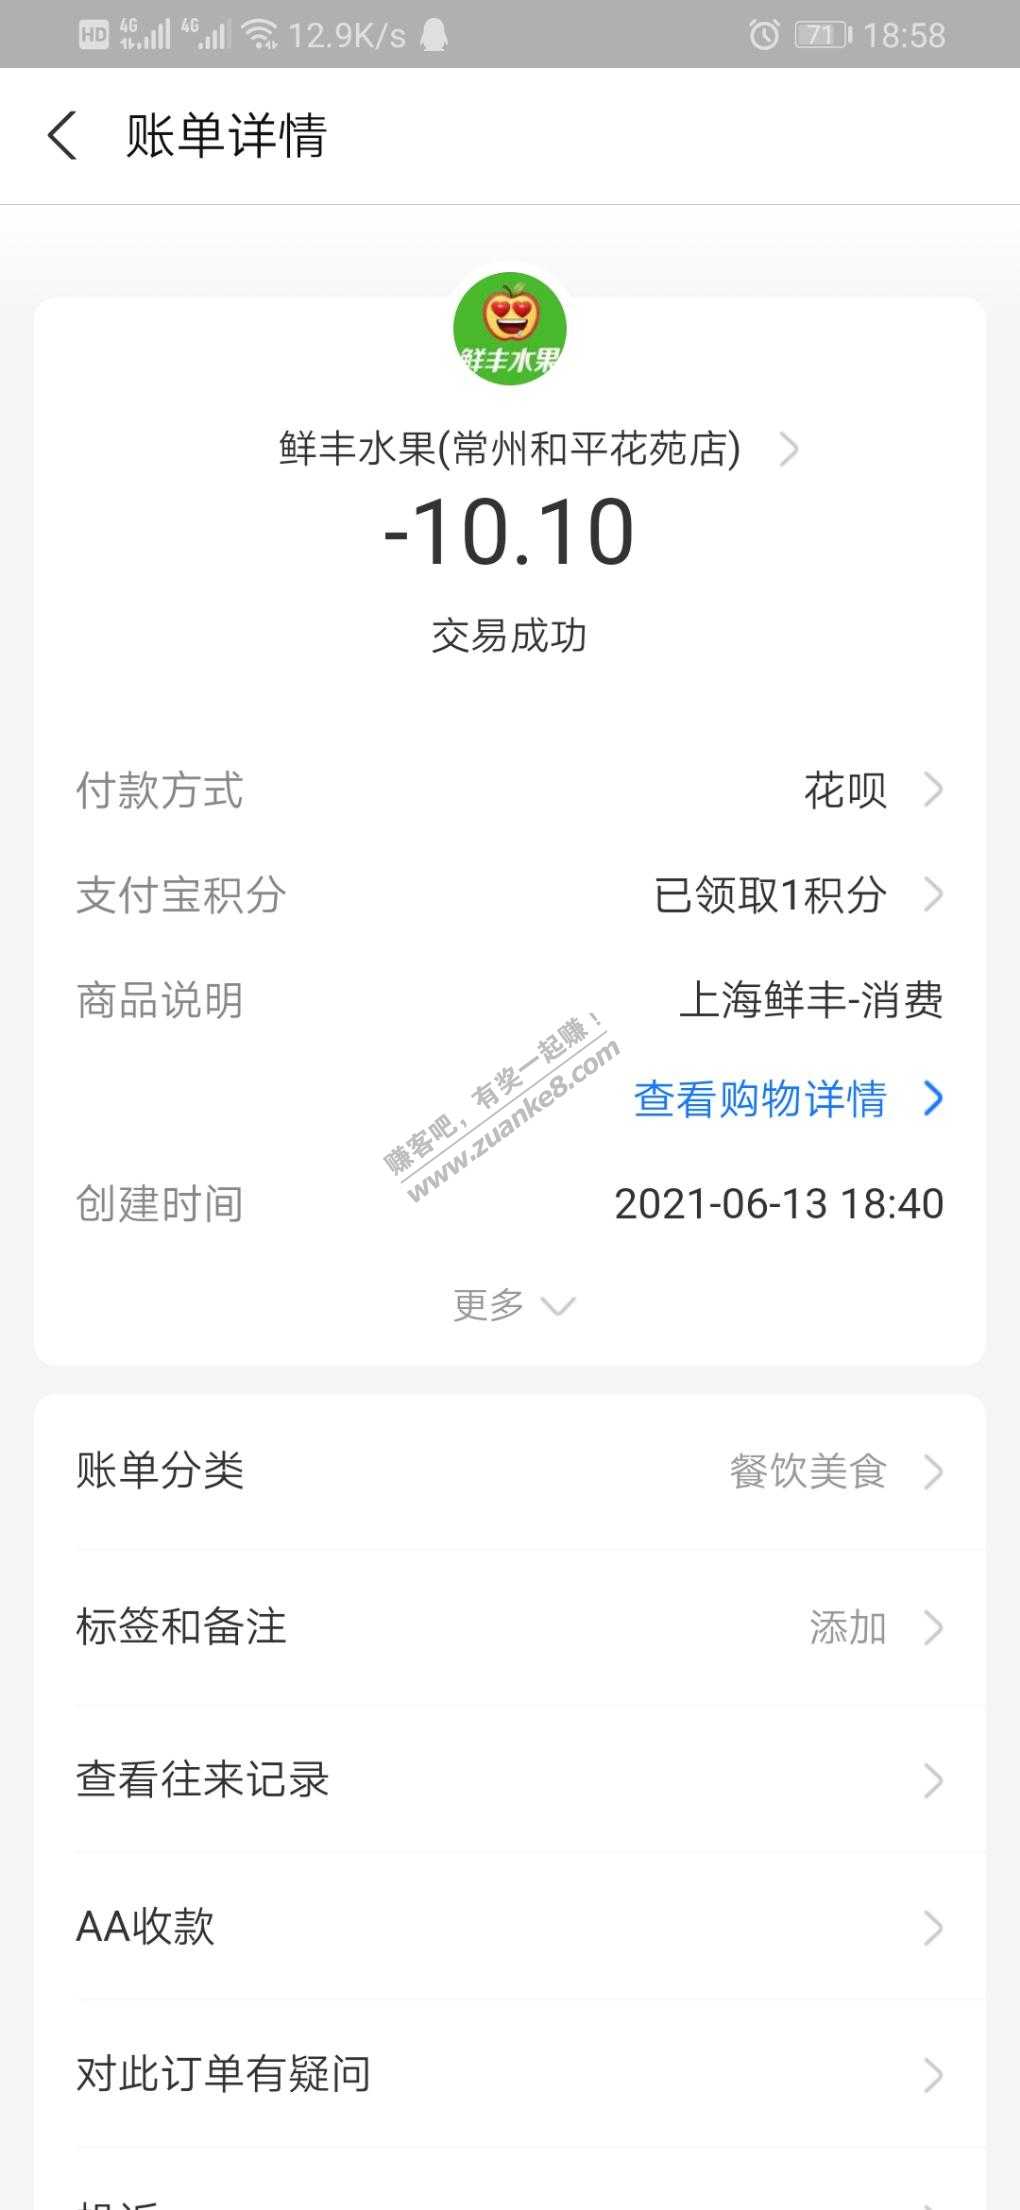 HD 4G 4G 12.9K/s 71 18:58
账单详情
鲜丰水果
鲜丰水果(常州和平花苑店)
-10.10
交易成功
付款方式 花呗
支付宝积分 已领取1积分
商品说明 上海鲜丰-消费
赚客吧，有奖一起赚！
www.zuanke8.com
查看购物详情
创建时间 2021-06-13 18:40
更多
账单分类 餐饮美食
标签和备注 添加
查看往来记录
AA收款
对此订单有疑问